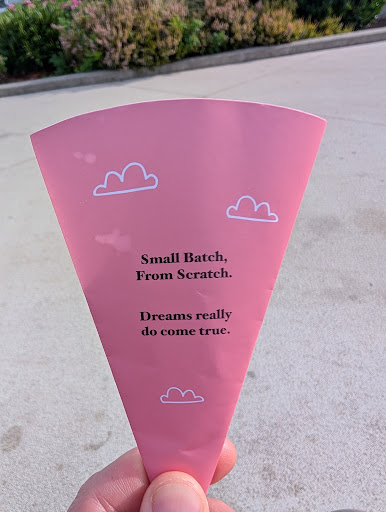 Small Batch,
From Scratch.
Dreams really
do come true.